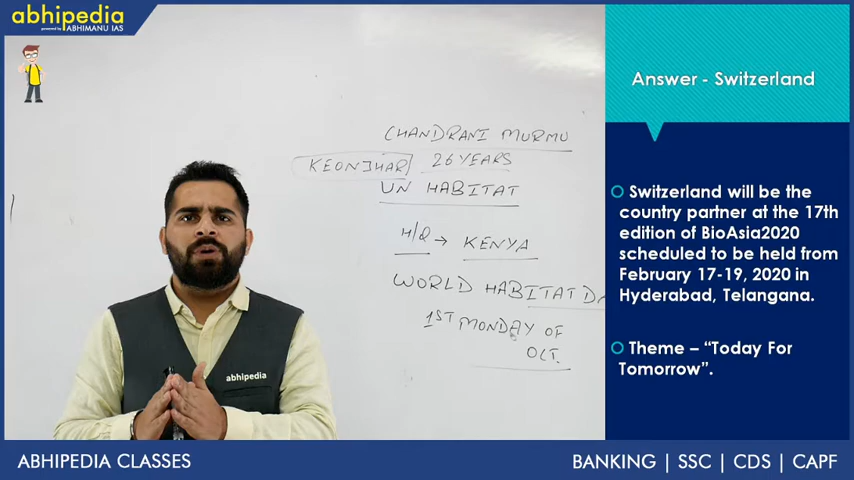 abhipedia
powered by ABHIMANU IAS
CHANDRANI MURMU
KEONJHAR 26 YEARS
UN HABITAT
H/Q → KENYA
WORLD HABITAT
1ST MONDAY OF
OCT.
abhipedia
Answer - Switzerland
Switzerland will be the
country partner at the 17th
edition of BioAsia2020
scheduled to be held from
February 17-19, 2020 in
Hyderabad, Telangana.
Theme – “Today For
Tomorrow”.
ABHIPEDIA CLASSES
BANKING | SSC | CDS | CAPF